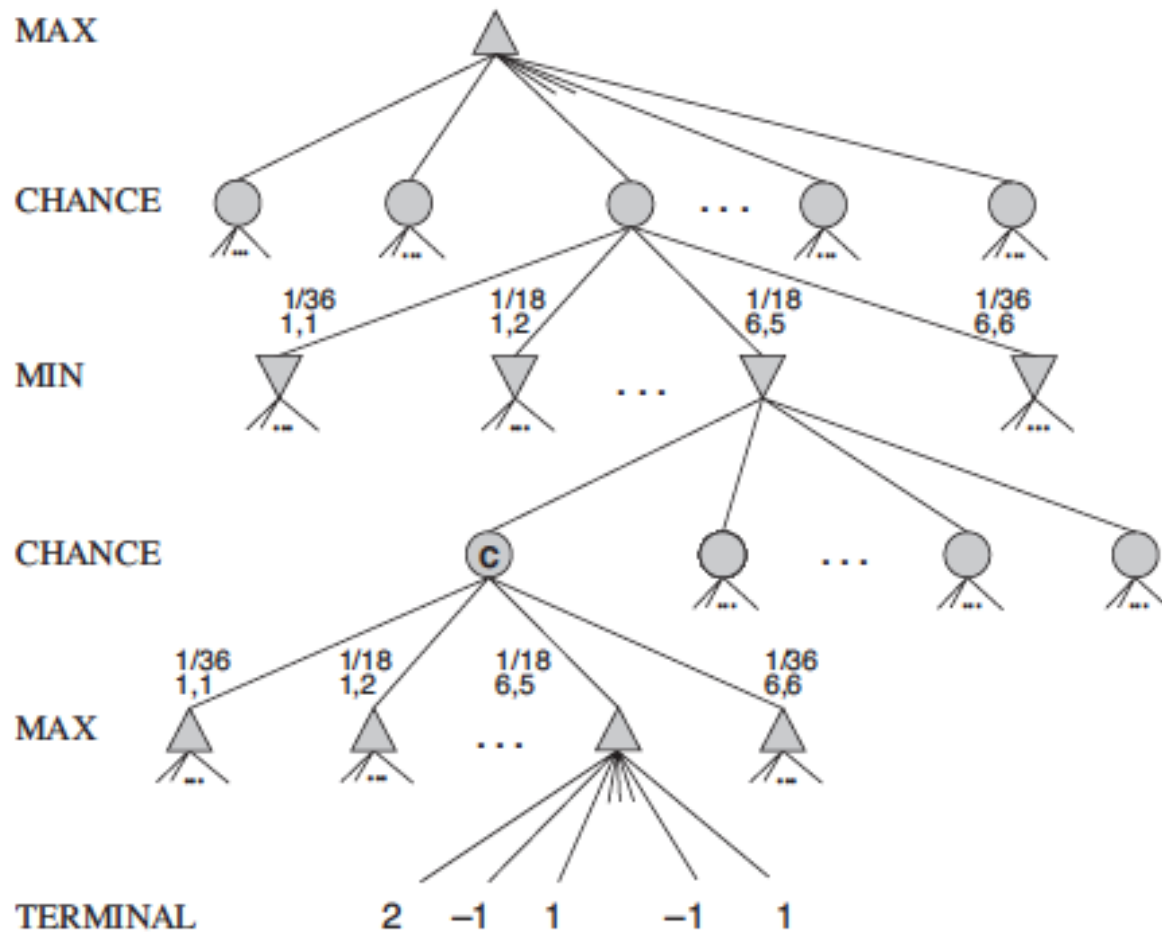 MAX
CHANCE . . .
... ... ... ...
1/36 1/18 1/18 1/36
1,1 1,2 6,5 6,6
MIN . . .
... ... ...
CHANCE C . . .
... ... ...
1/36 1/18 1/18 1/36
1,1 1,2 6,5 6,6
MAX . . .
... ... ...
TERMINAL 2 –1 1 –1 1